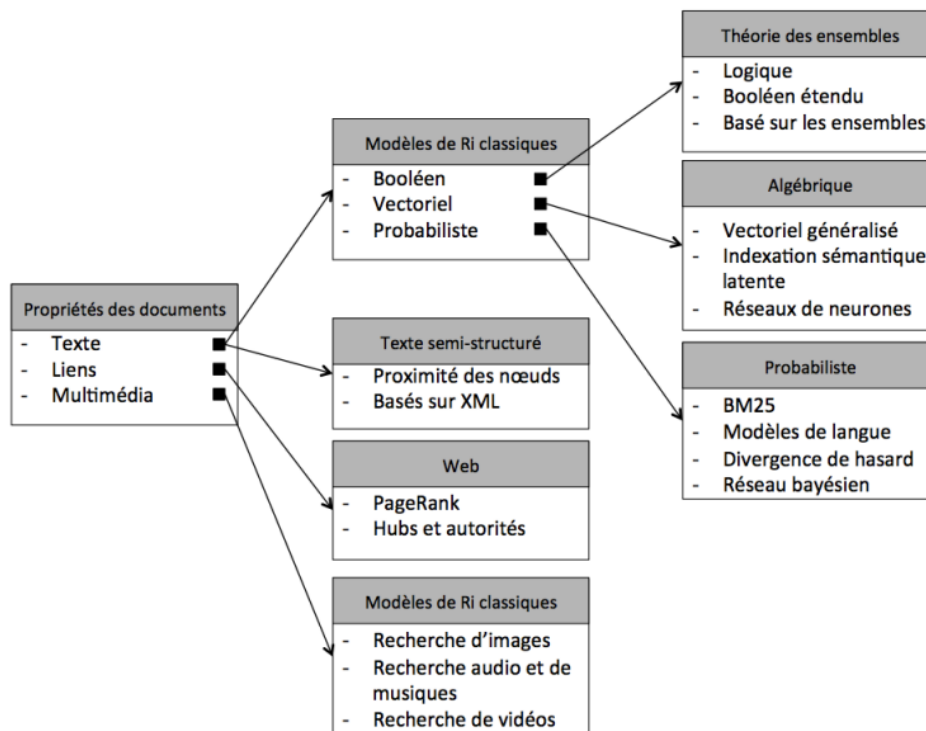 Propriétés des documents
- Texte
- Liens
- Multimédia
Modèles de Ri classiques
- Booléen
- Vectoriel
- Probabiliste
Texte semi-structuré
- Proximité des nœuds
- Basés sur XML
Web
- PageRank
- Hubs et autorités
Modèles de Ri classiques
- Recherche d'images
- Recherche audio et de
musiques
- Recherche de vidéos
Théorie des ensembles
- Logique
- Booléen étendu
- Basé sur les ensembles
Algébrique
- Vectoriel généralisé
- Indexation sémantique
latente
- Réseaux de neurones
Probabiliste
- BM25
- Modèles de langue
- Divergence de hasard
- Réseau bayésien